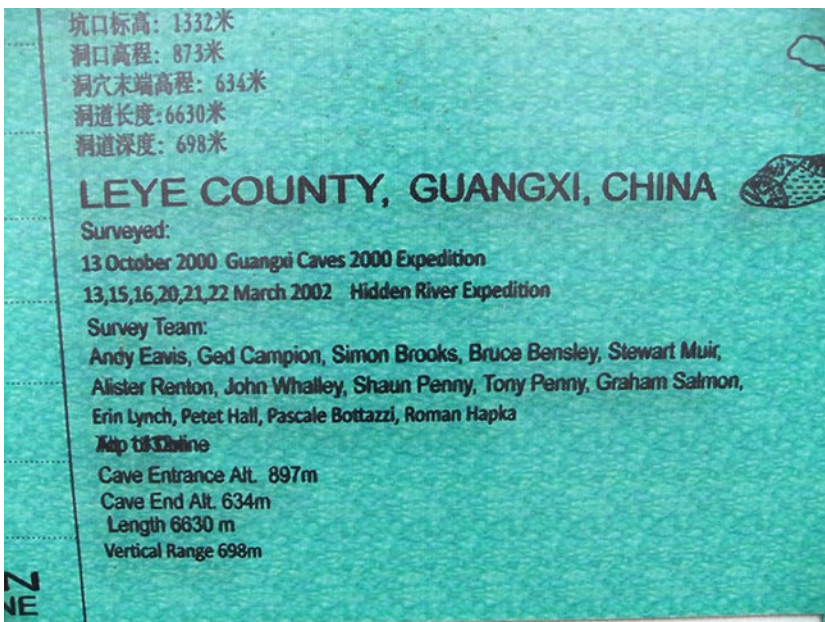 坑口标高：1332米
洞口高程：873米
洞穴末端高程：634米
洞道长度:6630米
洞道深度：698米
LEYE COUNTY, GUANGXI, CHINA
Surveyed:
13 October 2000 Guangxi Caves 2000 Expedition
13,15,16,20,21,22 March 2002 Hidden River Expedition
Survey Team:
Andy Eavis, Ged Campion, Simon Brooks, Bruce Bensley, Stewart Muir,
Alister Renton, John Whalley, Shaun Penny, Tony Penny, Graham Salmon,
Erin Lynch, Petet Hall, Pascale Bottazzi, Roman Hapka
Cave Entrance Alt. 897m
Cave End Alt. 634m
Length 6630 m
Vertical Range 698m